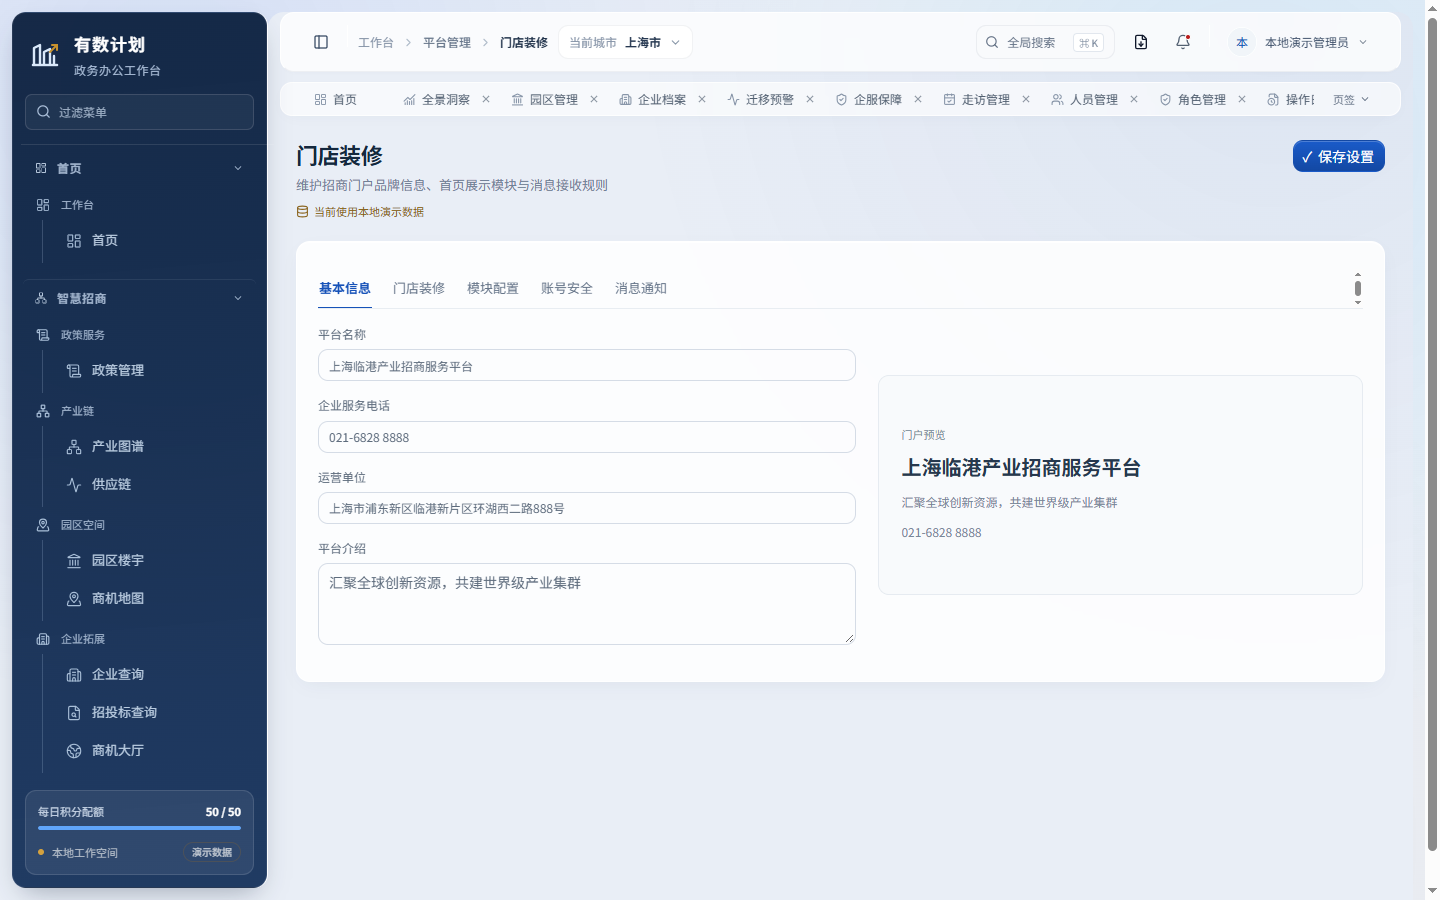 有数计划
政务办公工作台
过滤菜单
首页
工作台
首页
智慧招商
政策服务
政策管理
产业链
产业图谱
供应链
园区空间
园区楼宇
商机地图
企业拓展
企业查询
招投标查询
商机大厅
每日积分配额 50 / 50
本地工作空间 演示数据
工作台 平台管理 门店装修 当前城市 上海市 全局搜索 ⌘K 本 本地演示管理员
首页 全景洞察 园区管理 企业档案 迁移预警 企服保障 走访管理 人员管理 角色管理 操作 页签
门店装修
保存设置
维护招商门户品牌信息、首页展示模块与消息接收规则
当前使用本地演示数据
基本信息 门店装修 模块配置 账号安全 消息通知
平台名称
上海临港产业招商服务平台
企业服务电话
021-6828 8888
运营单位
上海市浦东新区临港新片区环湖西二路888号
平台介绍
汇聚全球创新资源，共建世界级产业集群
门户预览
上海临港产业招商服务平台
汇聚全球创新资源，共建世界级产业集群
021-6828 8888